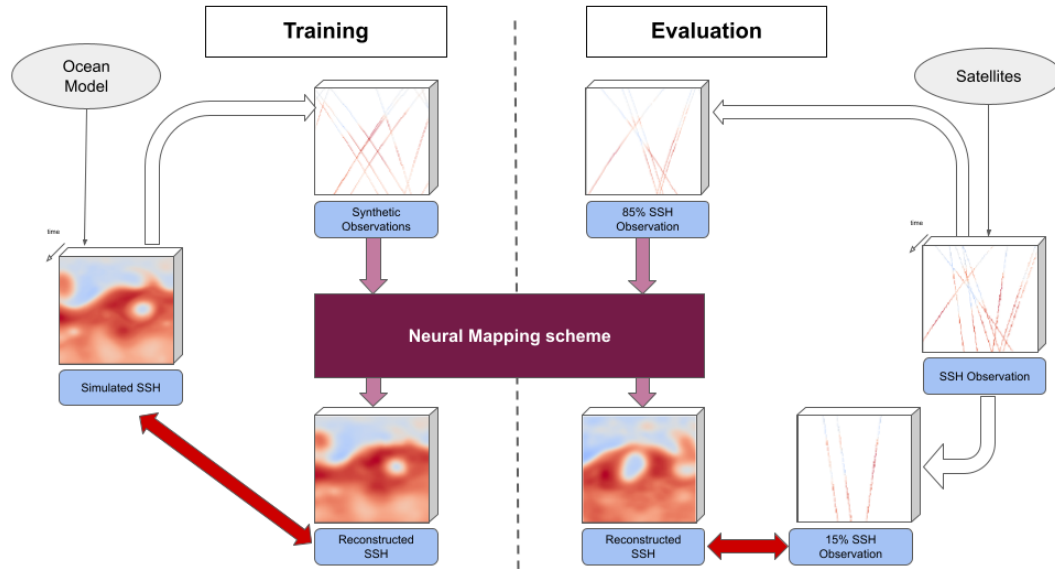 Training
Evaluation
Ocean
Model
Satellites
Synthetic
Observations
85% SSH
Observation
time
time
Neural Mapping scheme
Simulated SSH
SSH Observation
Reconstructed
SSH
Reconstructed
SSH
15% SSH
Observation